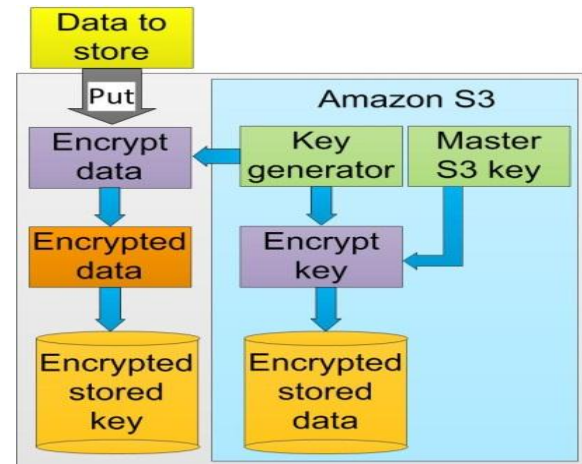 Data to
store
Put
Amazon S3
Encrypt
data
Key
generator
Master
S3 key
Encrypted
data
Encrypt
key
Encrypted
stored
key
Encrypted
stored
data